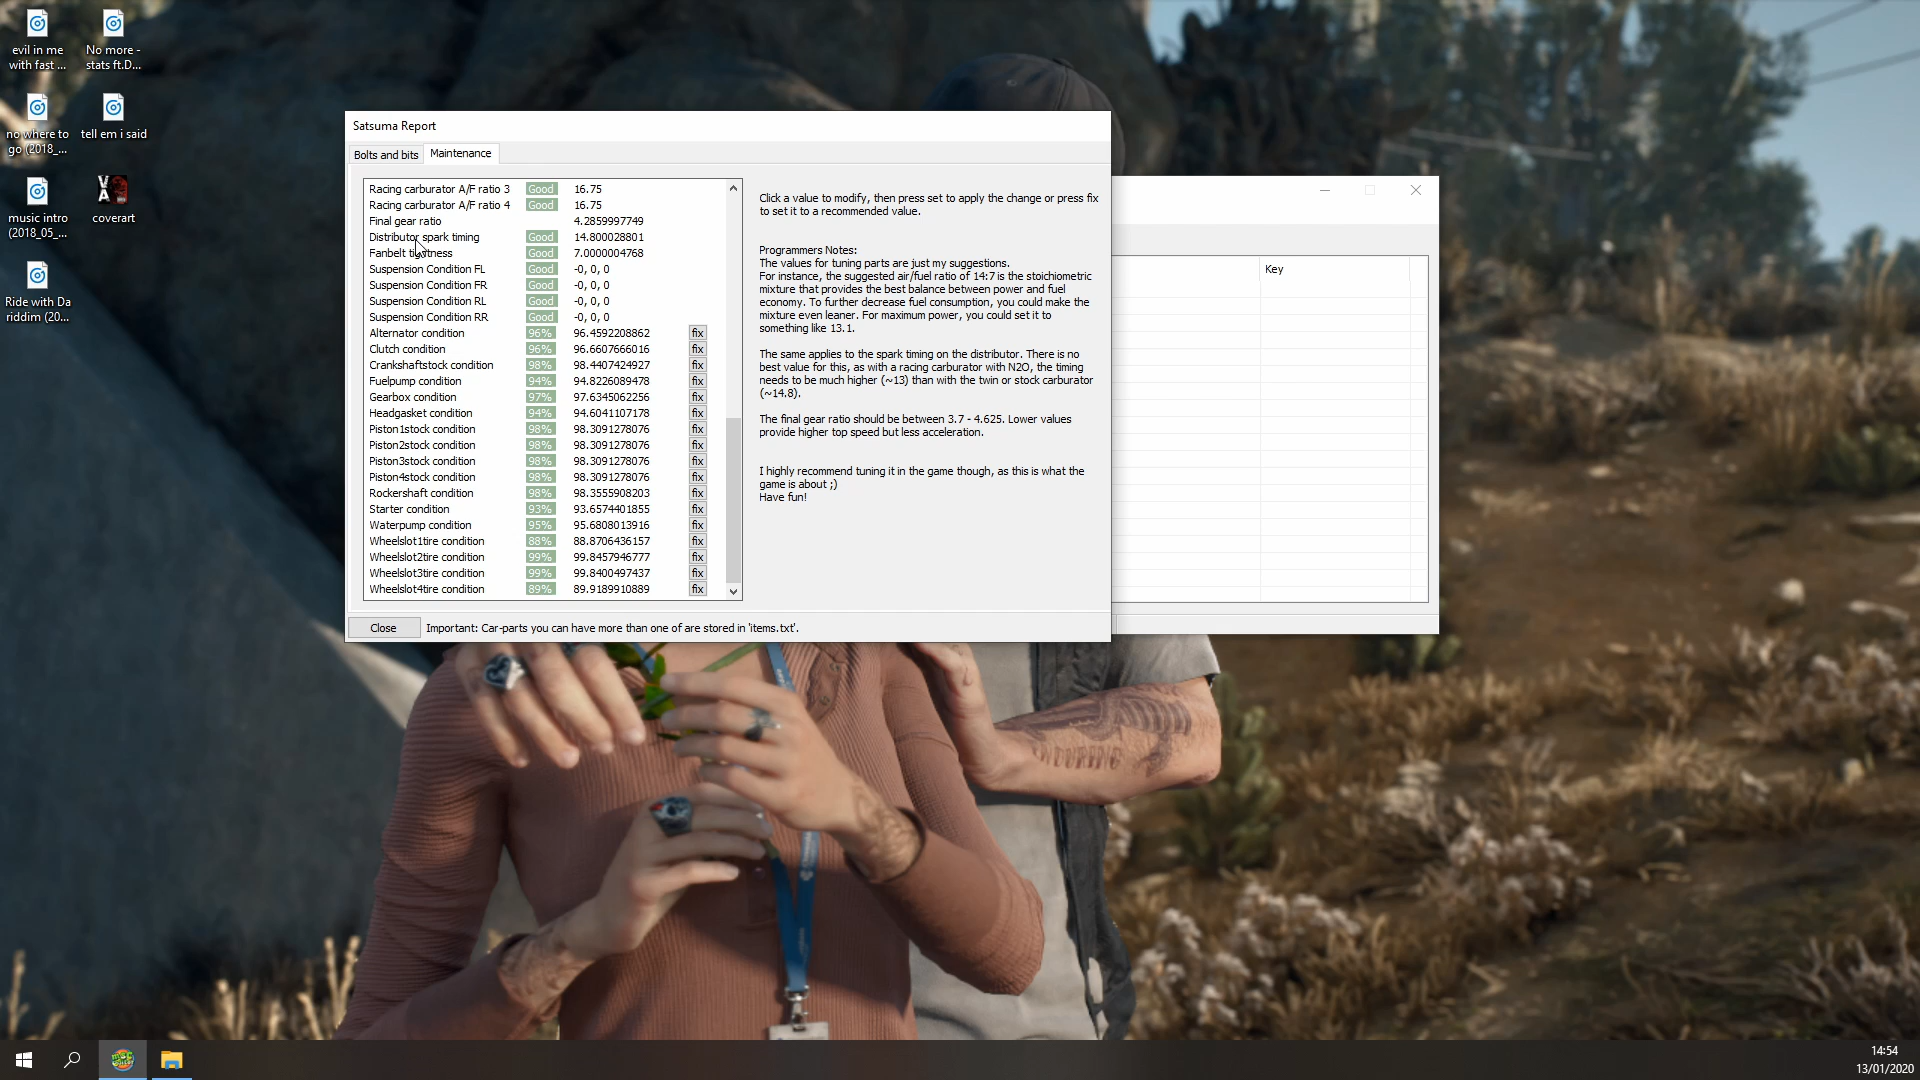 evil in me
with fast ...
No more -
stats ft.D...
no where to
go (2018_...
tell em i said
music intro
(2018_05_...
coverart
Ride with Da
riddim (20...
Satsuma Report
Bolts and bits
Maintenance
Racing carburator A/F ratio 3 Good 16.75
Racing carburator A/F ratio 4 Good 16.75
Final gear ratio 4.2859997749
Distributor spark timing Good 14.800028801
Fanbelt tightness Good 7.0000004768
Suspension Condition FL Good -0, 0, 0
Suspension Condition FR Good -0, 0, 0
Suspension Condition RL Good -0, 0, 0
Suspension Condition RR Good -0, 0, 0
Alternator condition 96% 96.4592208862 fix
Clutch condition 96% 96.6607666016 fix
Crankshaftstock condition 98% 98.4407424927 fix
Fuelpump condition 94% 94.8226089478 fix
Gearbox condition 97% 97.6345062256 fix
Headgasket condition 94% 94.6041107178 fix
Piston1stock condition 98% 98.3091278076 fix
Piston2stock condition 98% 98.3091278076 fix
Piston3stock condition 98% 98.3091278076 fix
Piston4stock condition 98% 98.3091278076 fix
Rockershaft condition 98% 98.3555908203 fix
Starter condition 93% 93.6574401855 fix
Waterpump condition 95% 95.6808013916 fix
Wheelslot1tire condition 88% 88.8706436157 fix
Wheelslot2tire condition 99% 99.8457946777 fix
Wheelslot3tire condition 99% 99.8400497437 fix
Wheelslot4tire condition 89% 89.9189910889 fix
Click a value to modify, then press set to apply the change or press fix
to set it to a recommended value.
Programmers Notes:
The values for tuning parts are just my suggestions.
For instance, the suggested air/fuel ratio of 14:7 is the stoichiometric
mixture that provides the best balance between power and fuel
economy. To further decrease fuel consumption, you could make the
mixture even leaner. For maximum power, you could set it to
something like 13.1.
The same applies to the spark timing on the distributor. There is no
best value for this, as with a racing carburator with N2O, the timing
needs to be much higher (~13) than with the twin or stock carburator
(~14.8).
The final gear ratio should be between 3.7 - 4.625. Lower values
provide higher top speed but less acceleration.
I highly recommend tuning it in the game though, as this is what the
game is about ;)
Have fun!
Close
Important: Car-parts you can have more than one of are stored in 'items.txt'.
Key
14:54
13/01/2020